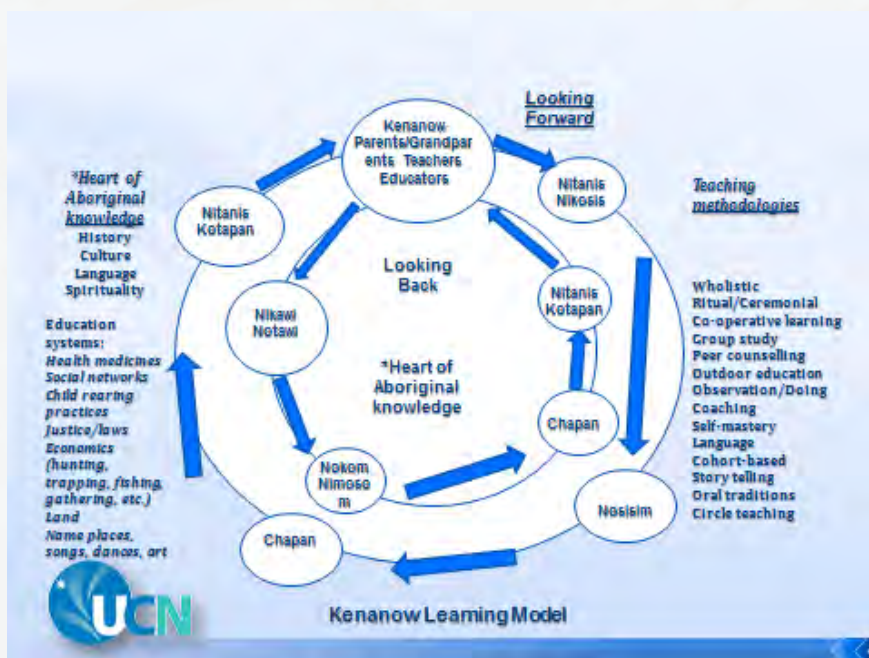 Looking
Forward
Kenanow
Parents/Grandpar
ents Teachers
Educators
Nitanis
Nikosis
*Heart of
Aboriginal
knowledge
History
Culture
Language
Spirituality
Nitanis
Kotapan
Teaching
methodologies
Looking
Back
Nikawi
Notawi
Nitanis
Kotapan
*Heart of
Aboriginal
knowledge
Education
systems:
Health medicines
Social networks
Child rearing
practices
Justice/laws
Economics
(hunting,
trapping, fishing,
gathering, etc.)
Land
Name places,
songs, dances, art
Wholistic
Ritual/Ceremonial
Co-operative learning
Group study
Peer counselling
Outdoor education
Observation/Doing
Coaching
Self-mastery
Language
Cohort-based
Story telling
Oral traditions
Circle teaching
Chapan
Nokom
Nimoso
m
Nosisim
Chapan
UCN
Kenanow Learning Model